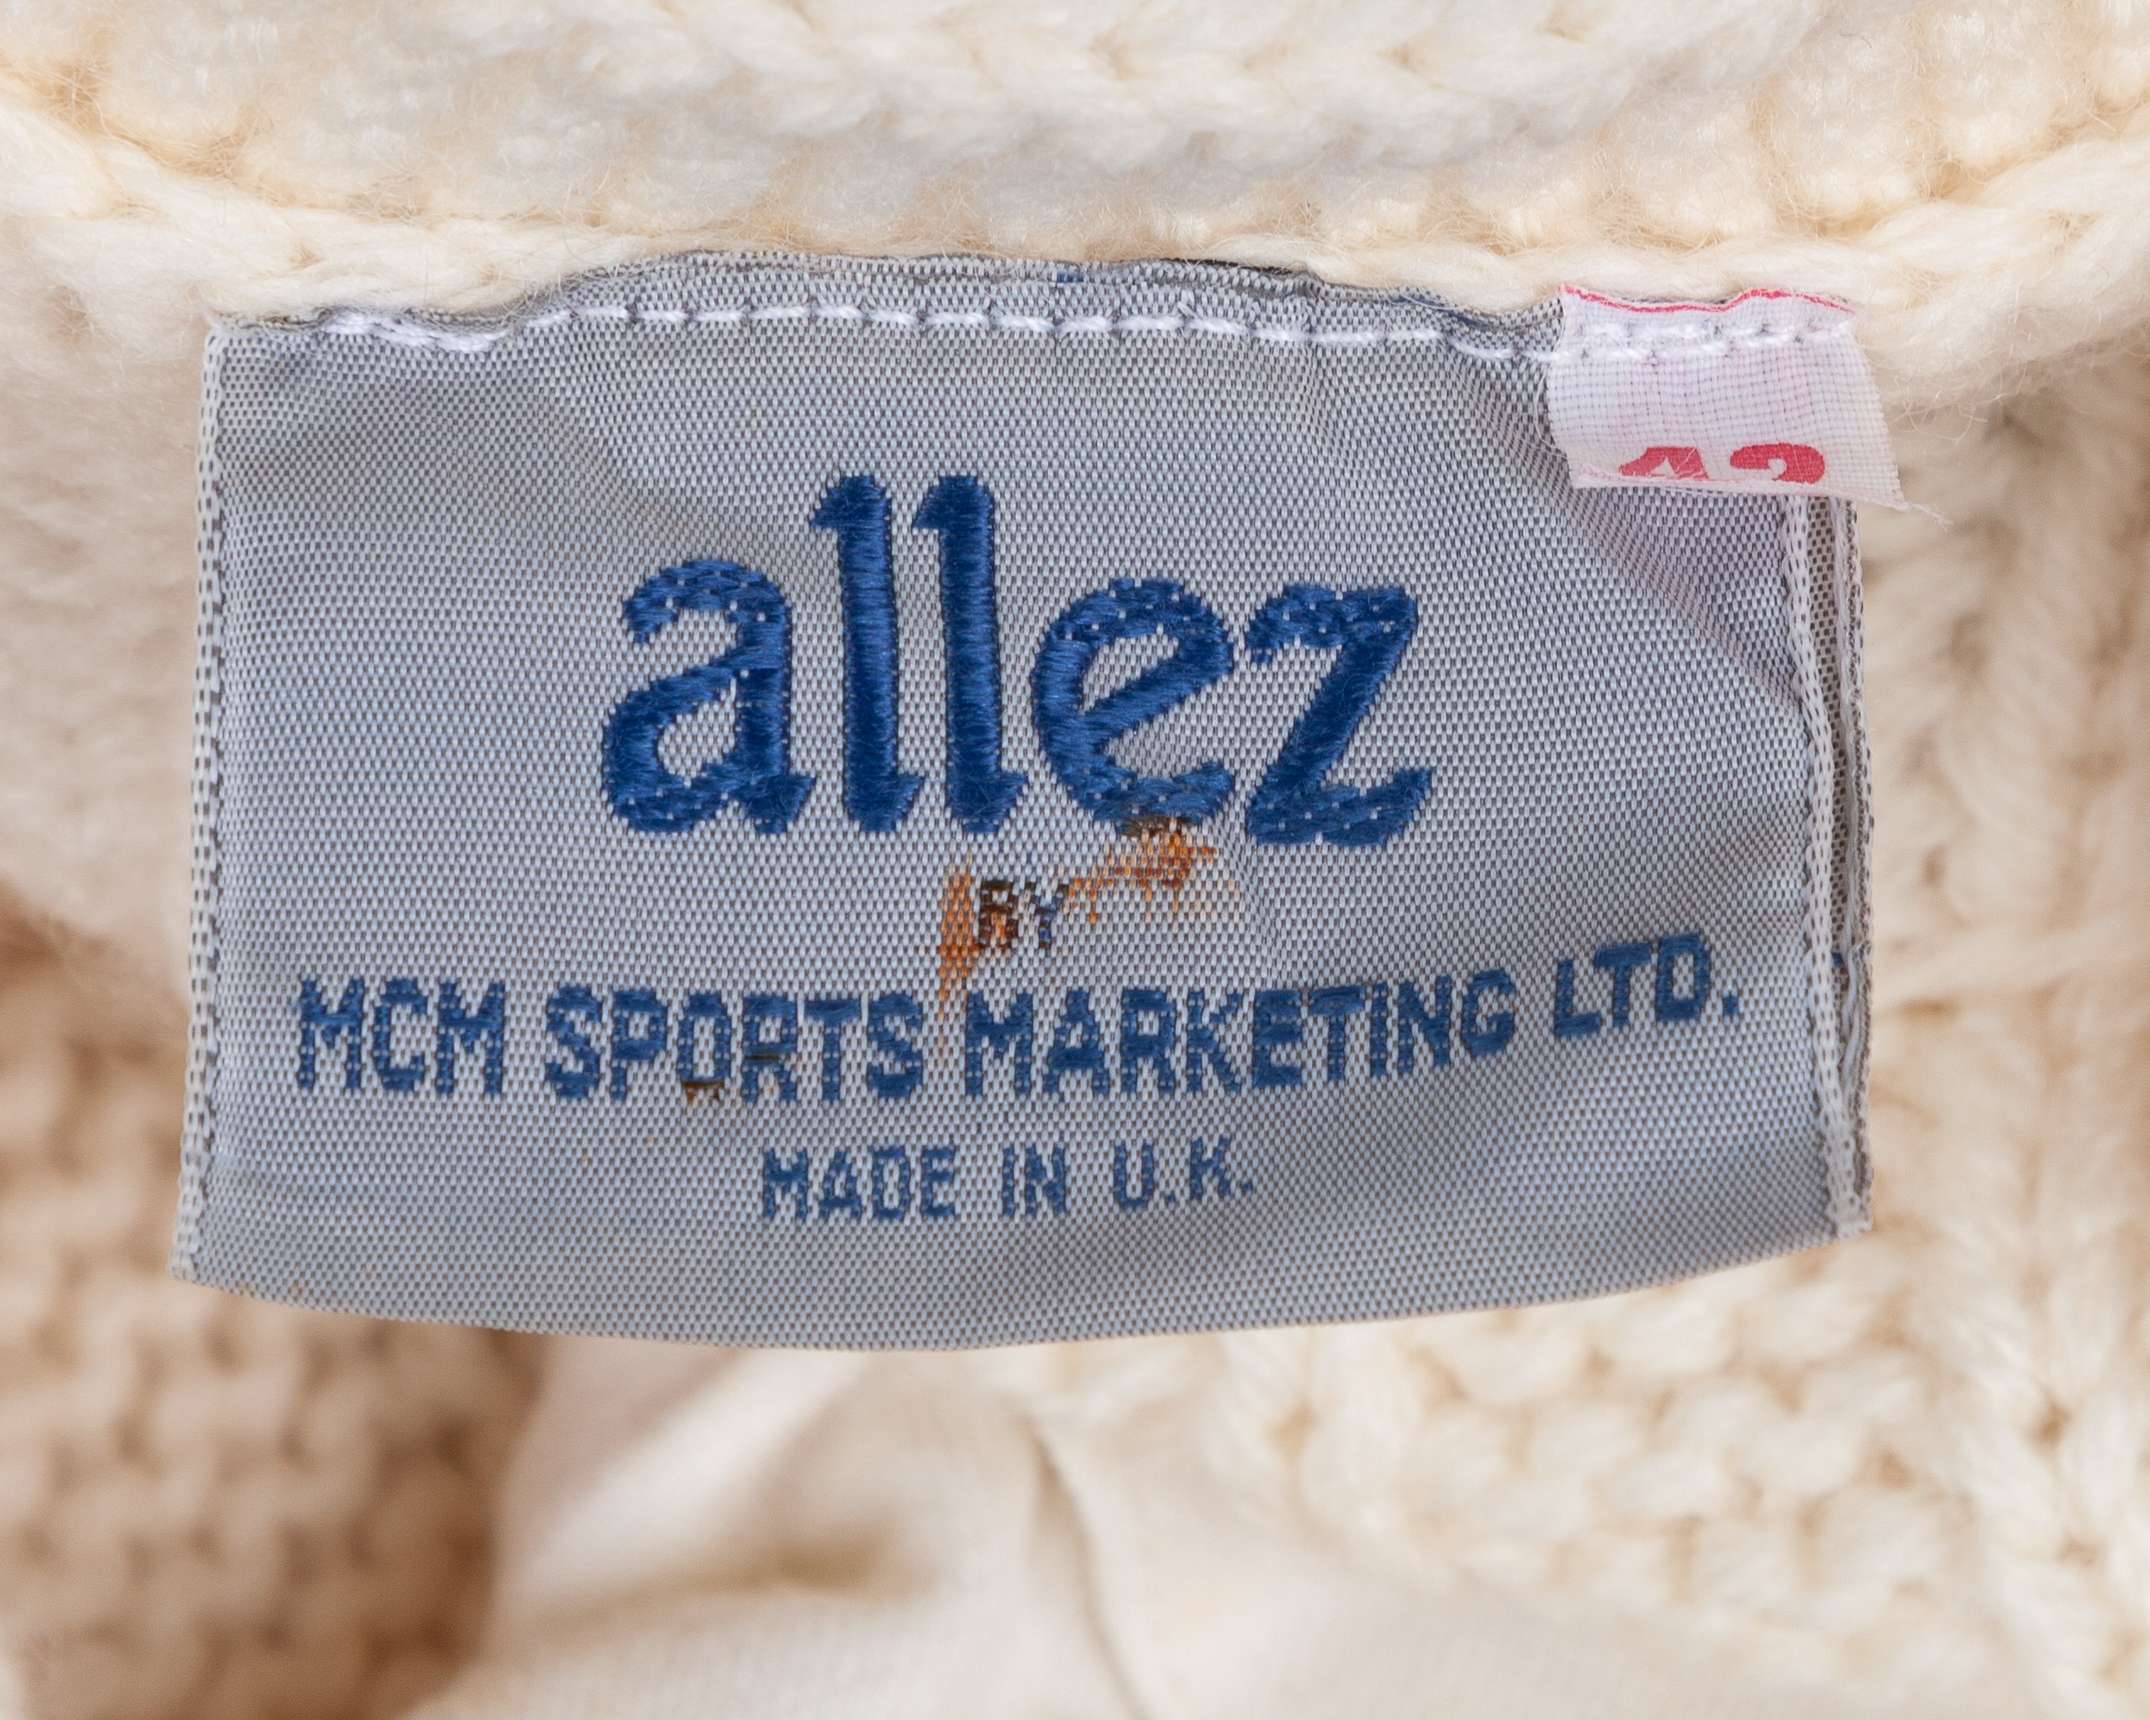 allez
BY
MCM SPORTS MARKETING LTD.
MADE IN U.K.